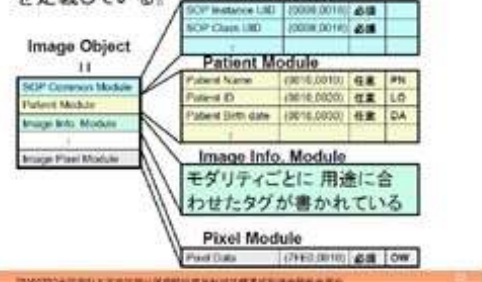 を定義している。
SOP Instance UID (0008,0018) 必須
SOP Class UID (0008,0016) 必須
:
Image Object
Patient Module
SOP Common Module
Patient Module
Image Info. Module
:
Image Pixel Module
Patient Name (0010,0010) 任意 PN
Patient ID (0010,0020) 任意 LO
Patient Birth date (0010,0030) 任意 DA
:
Image Info. Module
モダリティごとに 用途に合
わせたタグが書かれている
Pixel Module
Pixel Data (7FE0,0010) 必須 OW